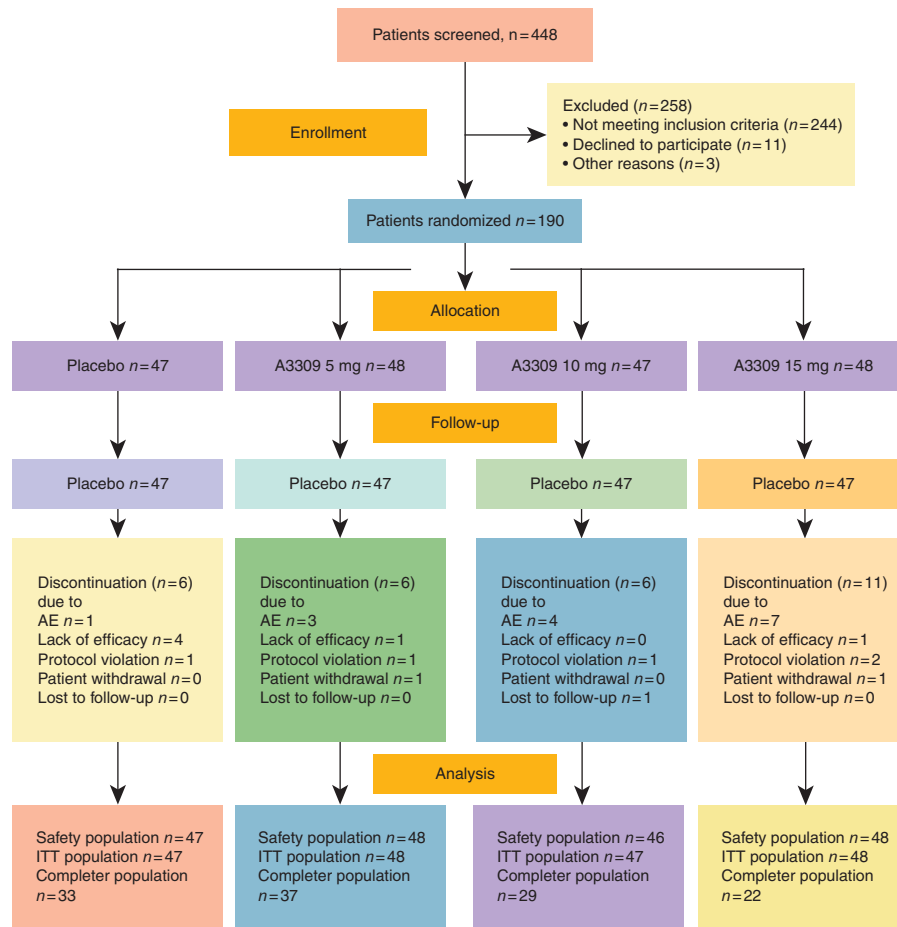 Patients screened, n=448
Enrollment
Excluded (n=258)
• Not meeting inclusion criteria (n=244)
• Declined to participate (n=11)
• Other reasons (n=3)
Patients randomized n=190
Allocation
Placebo n=47
A3309 5 mg n=48
A3309 10 mg n=47
A3309 15 mg n=48
Follow-up
Placebo n=47
Placebo n=47
Placebo n=47
Placebo n=47
Discontinuation (n=6)
due to
AE n=1
Lack of efficacy n=4
Protocol violation n=1
Patient withdrawal n=0
Lost to follow-up n=0
Discontinuation (n=6)
due to
AE n=3
Lack of efficacy n=1
Protocol violation n=1
Patient withdrawal n=1
Lost to follow-up n=0
Discontinuation (n=6)
due to
AE n=4
Lack of efficacy n=0
Protocol violation n=1
Patient withdrawal n=0
Lost to follow-up n=1
Discontinuation (n=11)
due to
AE n=7
Lack of efficacy n=1
Protocol violation n=2
Patient withdrawal n=1
Lost to follow-up n=0
Analysis
Safety population n=47
ITT population n=47
Completer population
n=33
Safety population n=48
ITT population n=48
Completer population
n=37
Safety population n=46
ITT population n=47
Completer population
n=29
Safety population n=48
ITT population n=48
Completer population
n=22